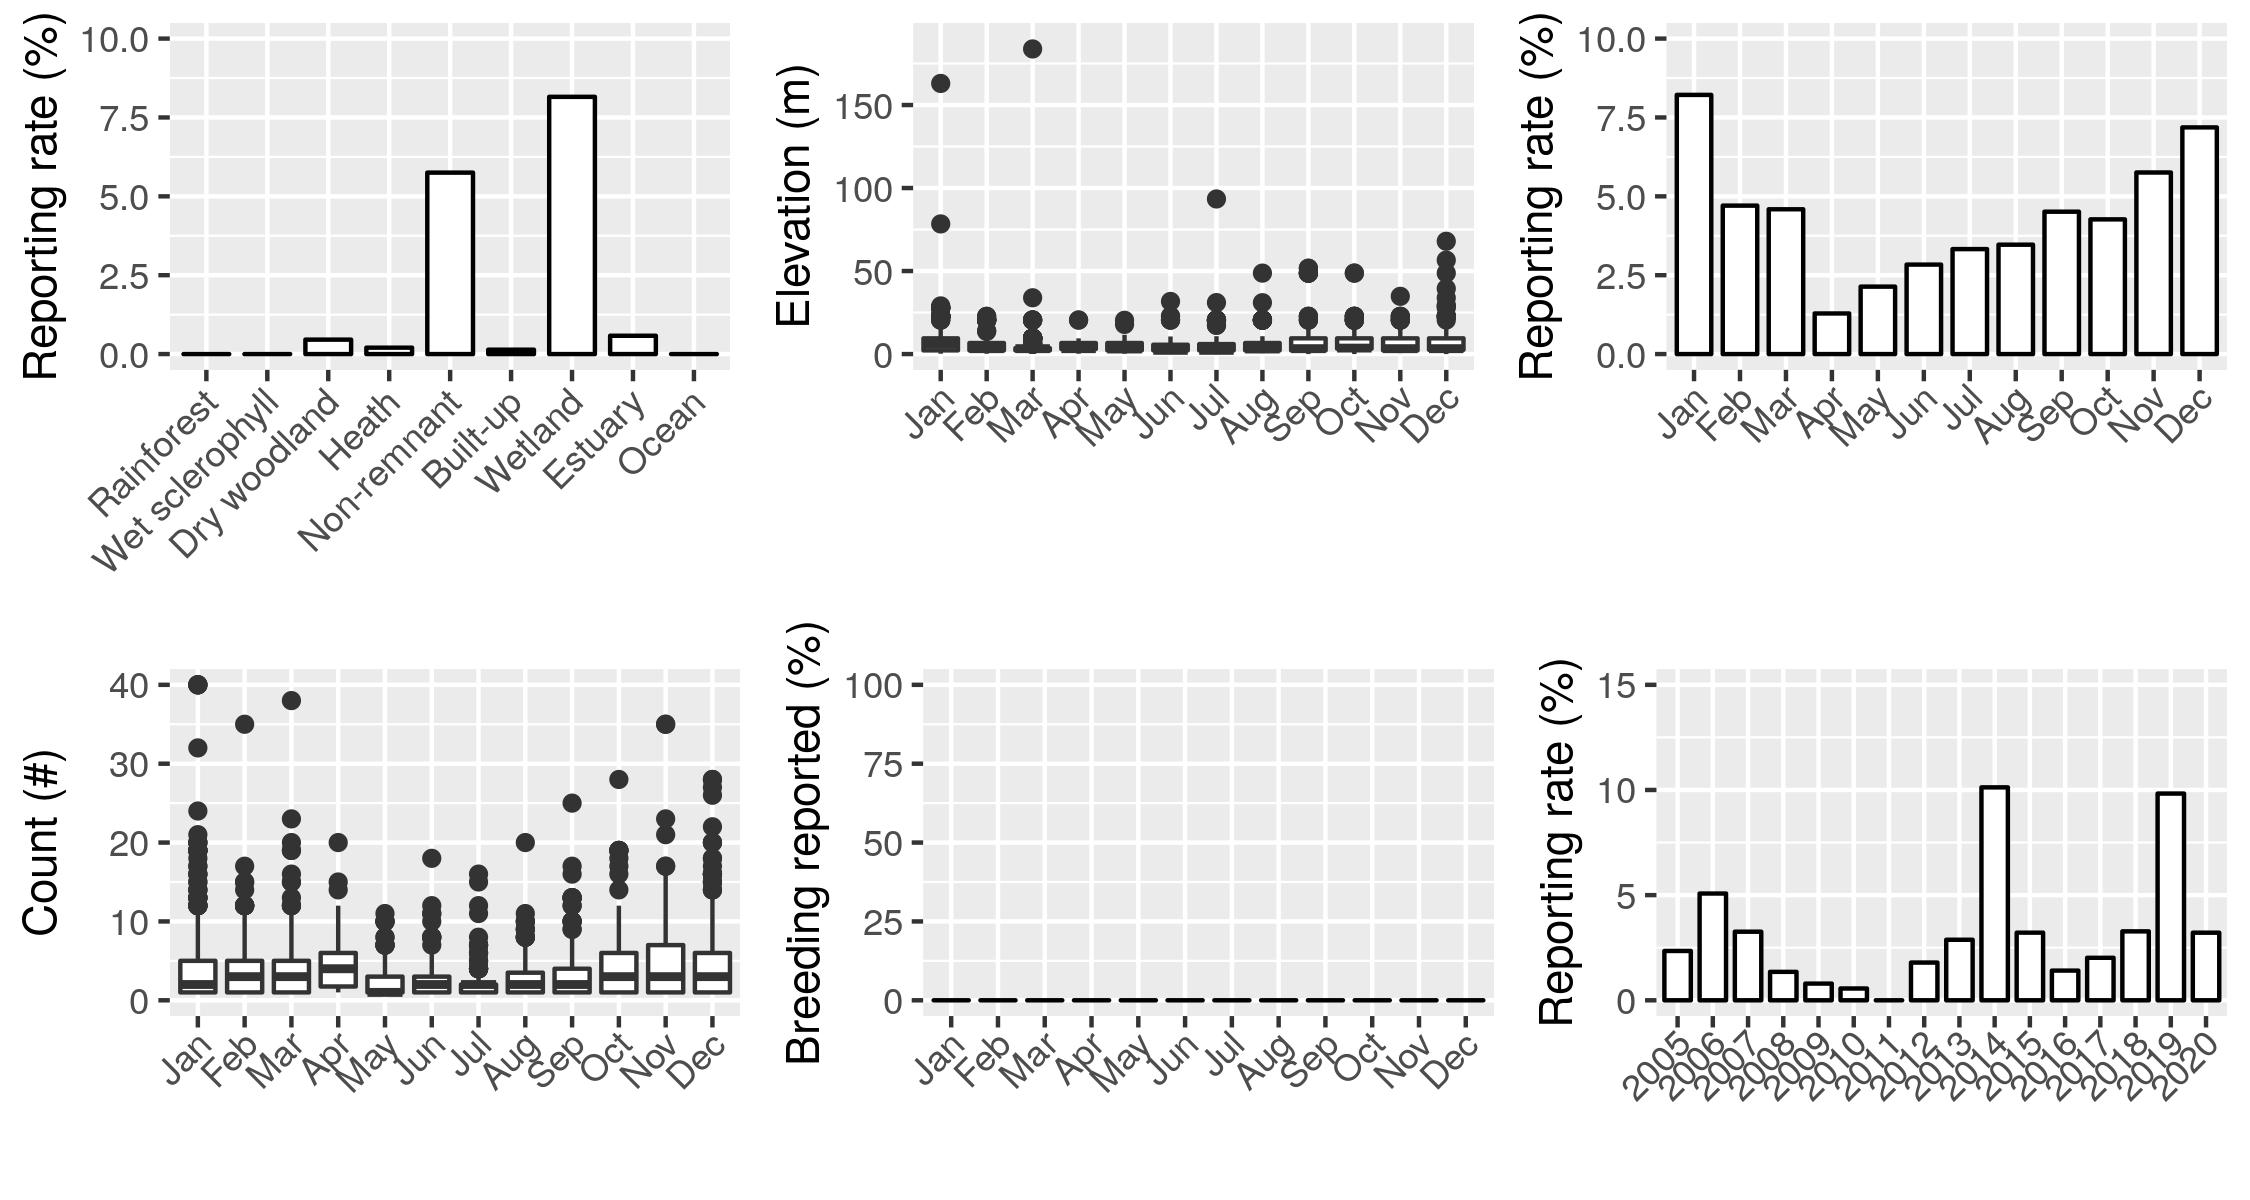 Reporting rate (%)
10.0
7.5
5.0
2.5
0.0
Rainforest
Wet sclerophyll
Dry woodland
Heath
Non-remnant
Built-up
Wetland
Estuary
Ocean
Elevation (m)
150
100
50
0
Jan
Feb
Mar
Apr
May
Jun
Jul
Aug
Sep
Oct
Nov
Dec
Reporting rate (%)
10.0
7.5
5.0
2.5
0.0
Jan
Feb
Mar
Apr
May
Jun
Jul
Aug
Sep
Oct
Nov
Dec
Count (#)
40
30
20
10
0
Jan
Feb
Mar
Apr
May
Jun
Jul
Aug
Sep
Oct
Nov
Dec
Breeding reported (%)
100
75
50
25
0
Jan
Feb
Mar
Apr
May
Jun
Jul
Aug
Sep
Oct
Nov
Dec
Reporting rate (%)
15
10
5
0
2005
2006
2007
2008
2009
2010
2011
2012
2013
2014
2015
2016
2017
2018
2019
2020